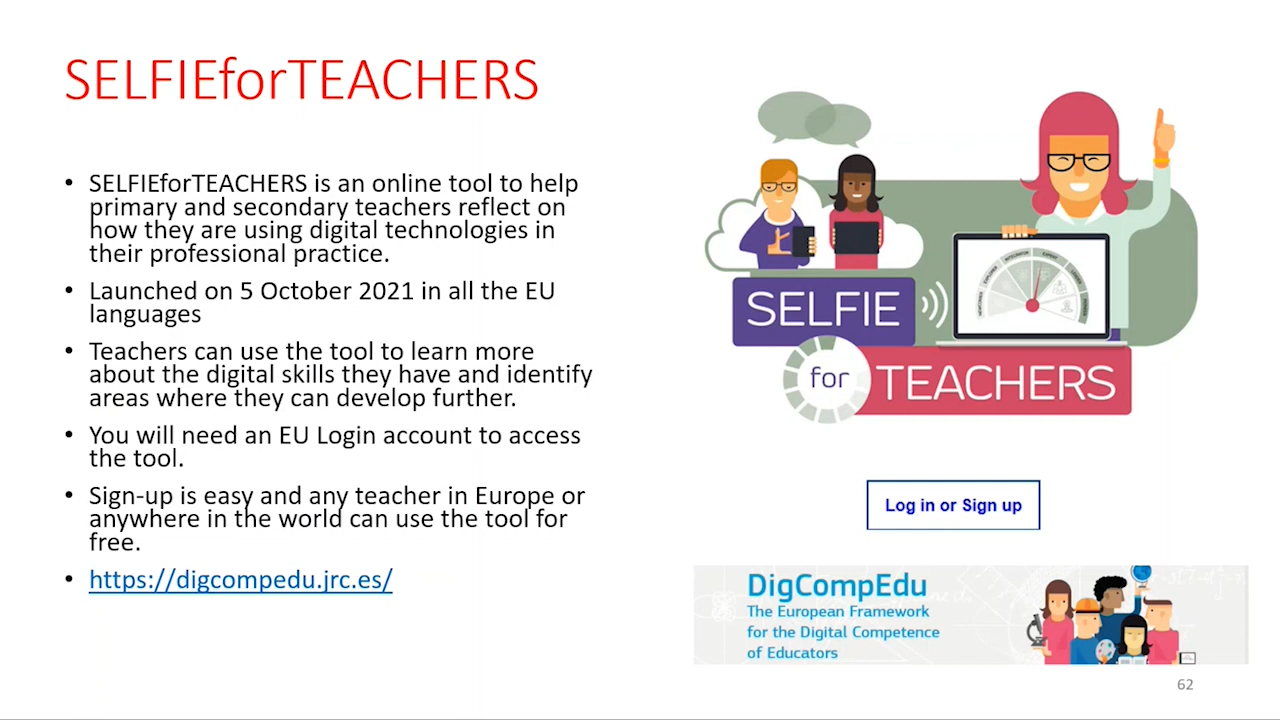 SELFIEforTEACHERS
• SELFIEforTEACHERS is an online tool to help
primary and secondary teachers reflect on
how they are using digital technologies in
their professional practice.
• Launched on 5 October 2021 in all the EU
languages
• Teachers can use the tool to learn more
about the digital skills they have and identify
areas where they can develop further.
• You will need an EU Login account to access
the tool.
• Sign-up is easy and any teacher in Europe or
anywhere in the world can use the tool for
free.
• https://digcompedu.jrc.es/
SELFIE
for TEACHERS
Log in or Sign up
DigCompEdu
The European Framework
for the Digital Competence
of Educators
62